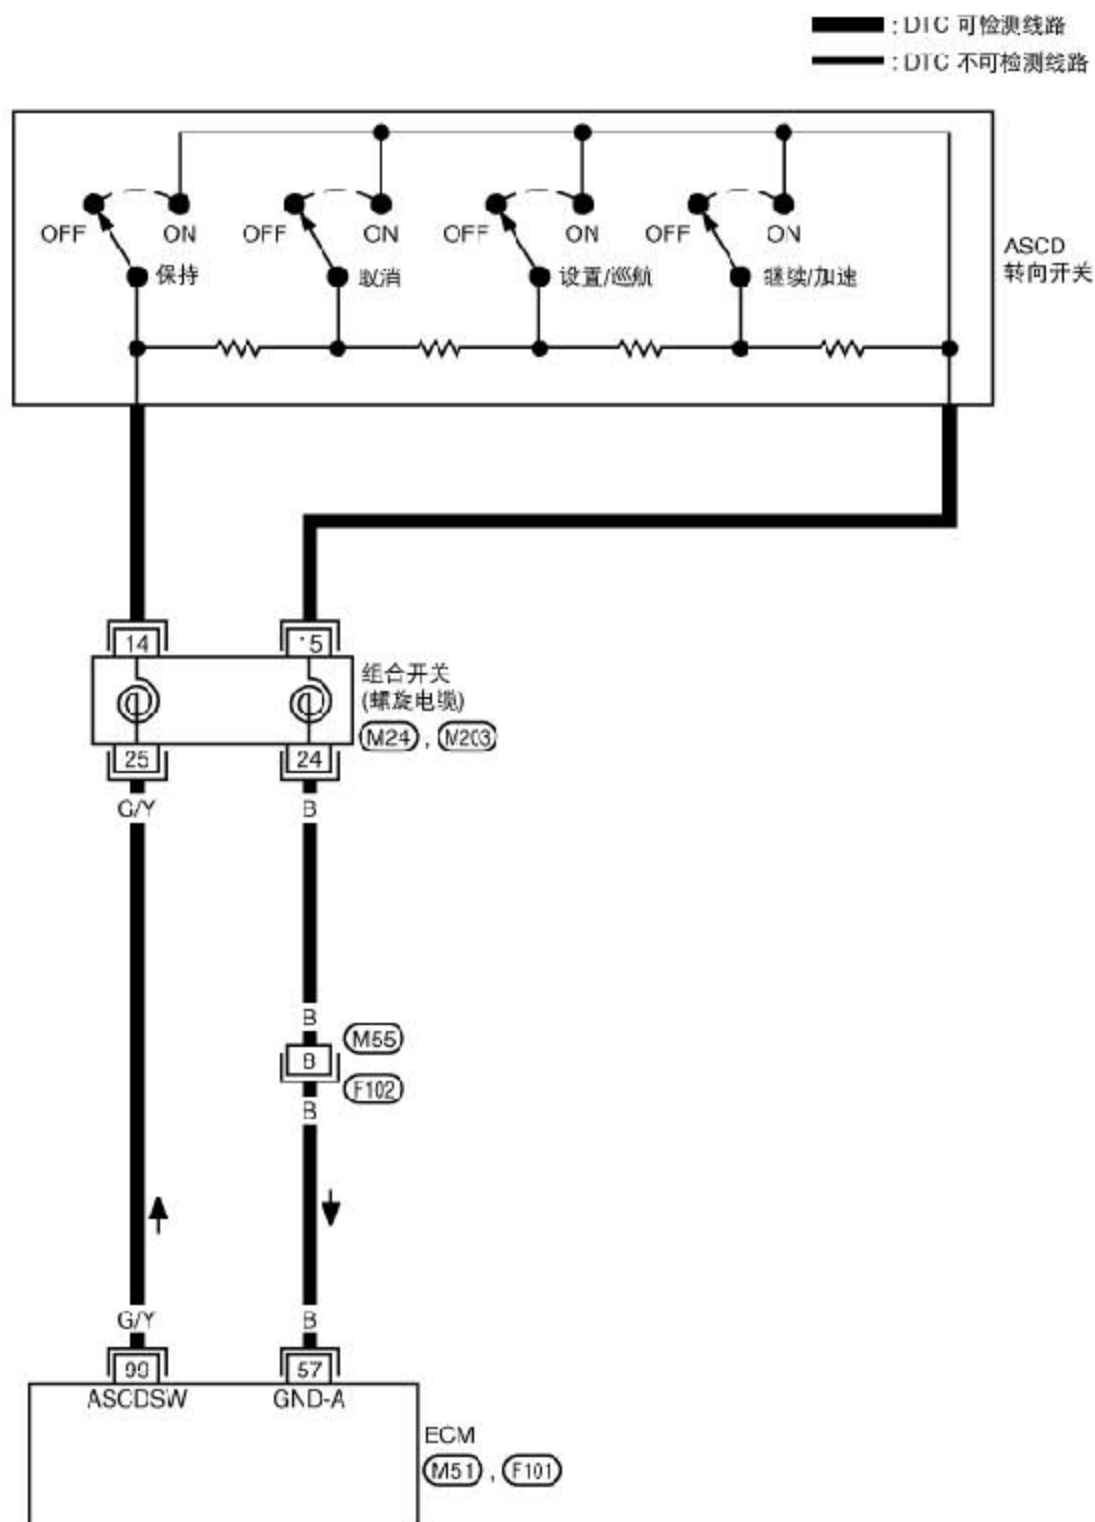 : DTC 可检测线路
: DTC 不可检测线路
OFF ON OFF ON OFF ON OFF ON
保持 取消 设置/巡航 继续/加速
ASCD
转向开关
14 15
组合开关
(螺旋电缆)
M24 , M203
25 24
G/Y B
B
M55
B
F102
B
G/Y B
99 57
ASCDSW GND-A
ECM
M51 , F101